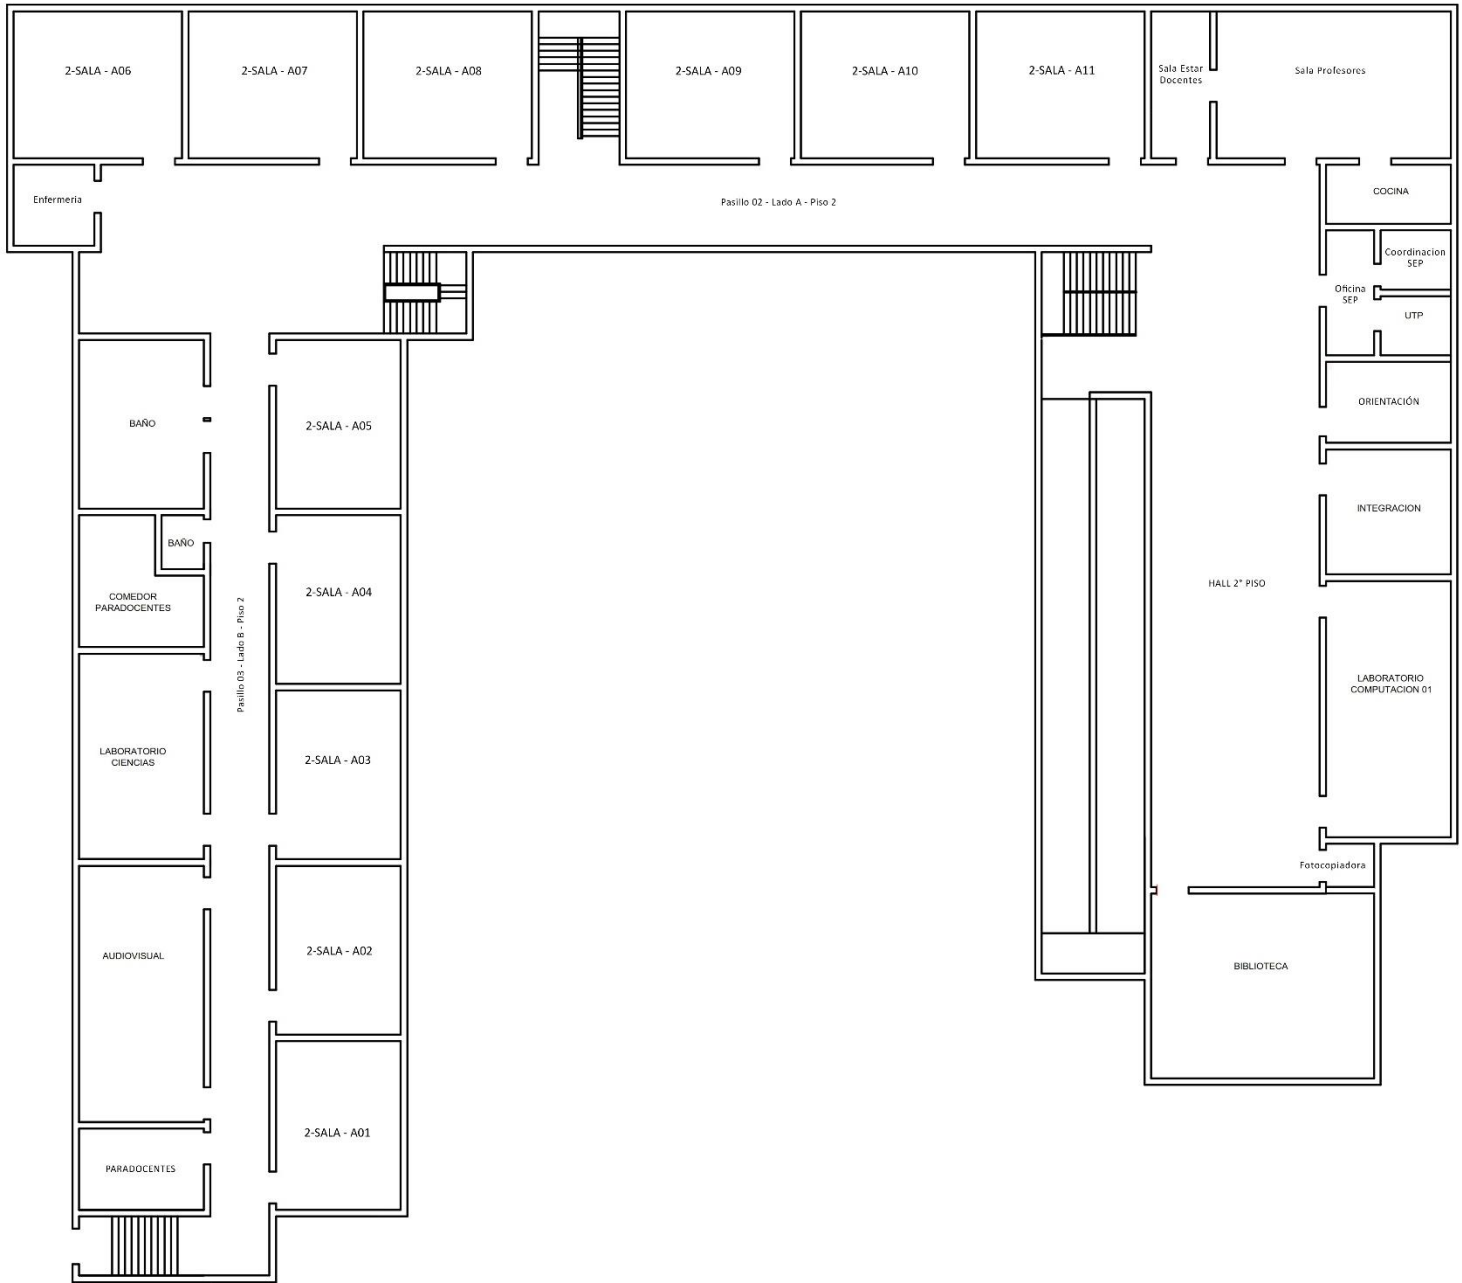 2-SALA - A06
2-SALA - A07
2-SALA - A08
2-SALA - A09
2-SALA - A10
2-SALA - A11
Sala Estar
Docentes
Sala Profesores
Enfermeria
Pasillo 02 - Lado A - Piso 2
COCINA
Coordinacion
SEP
Oficina
SEP
UTP
ORIENTACIÓN
BAÑO
2-SALA - A05
INTEGRACION
BAÑO
COMEDOR
PARADOCENTES
2-SALA - A04
HALL 2° PISO
Pasillo 03 - Lado B - Piso 2
LABORATORIO
COMPUTACION 01
LABORATORIO
CIENCIAS
2-SALA - A03
Fotocopiadora
AUDIOVISUAL
2-SALA - A02
BIBLIOTECA
2-SALA - A01
PARADOCENTES